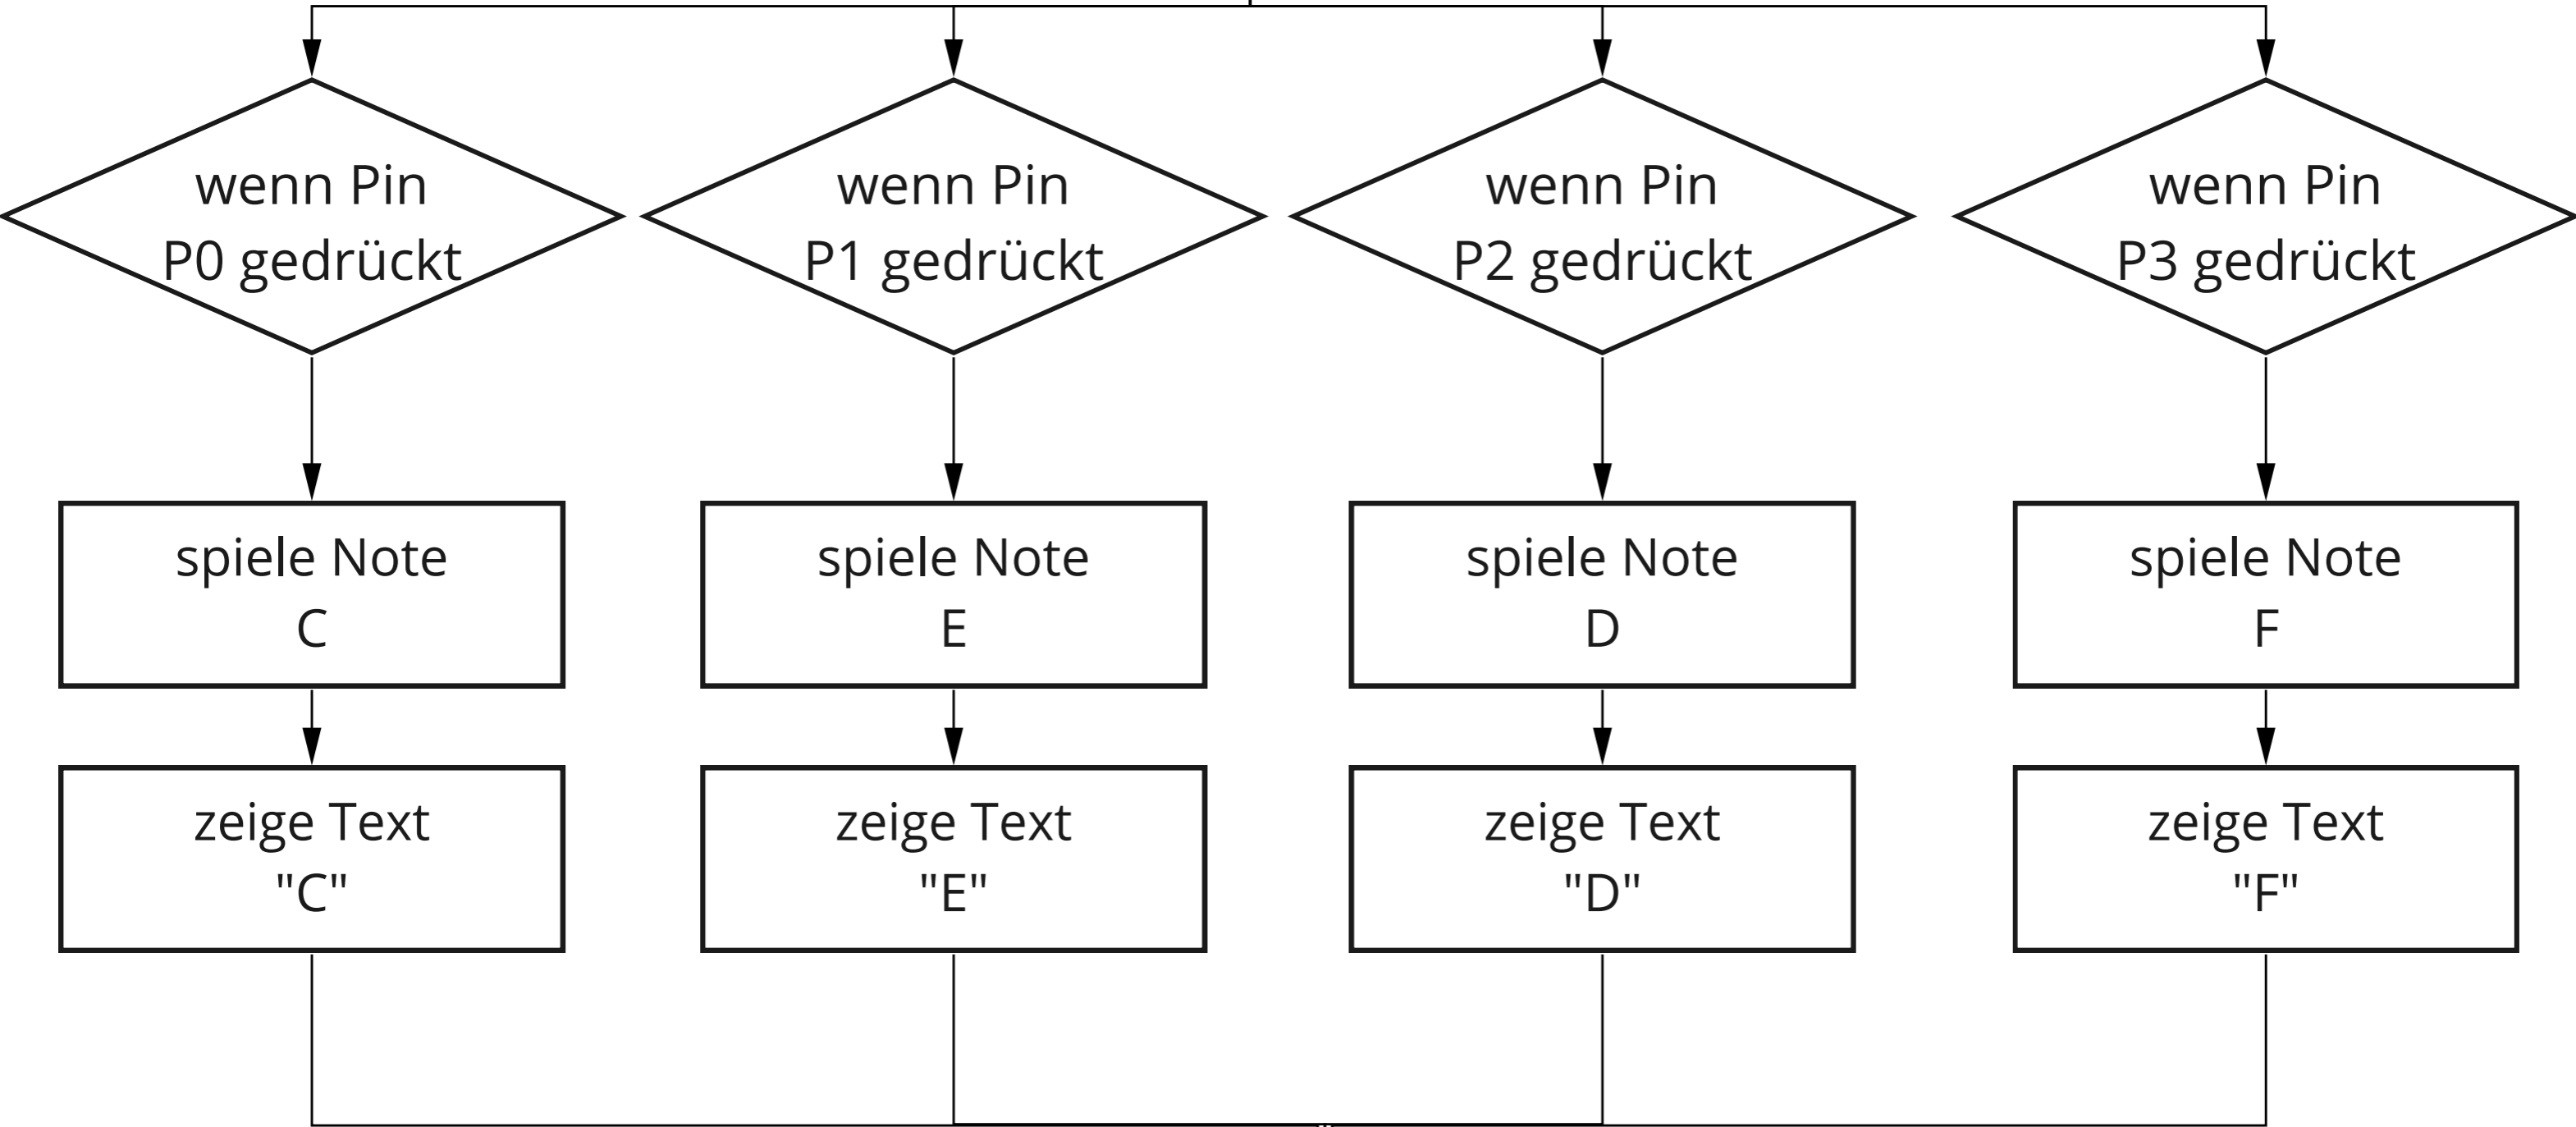 wenn Pin
P0 gedrückt
wenn Pin
P1 gedrückt
wenn Pin
P2 gedrückt
wenn Pin
P3 gedrückt
spiele Note
C
spiele Note
E
spiele Note
D
spiele Note
F
zeige Text
"C"
zeige Text
"E"
zeige Text
"D"
zeige Text
"F"